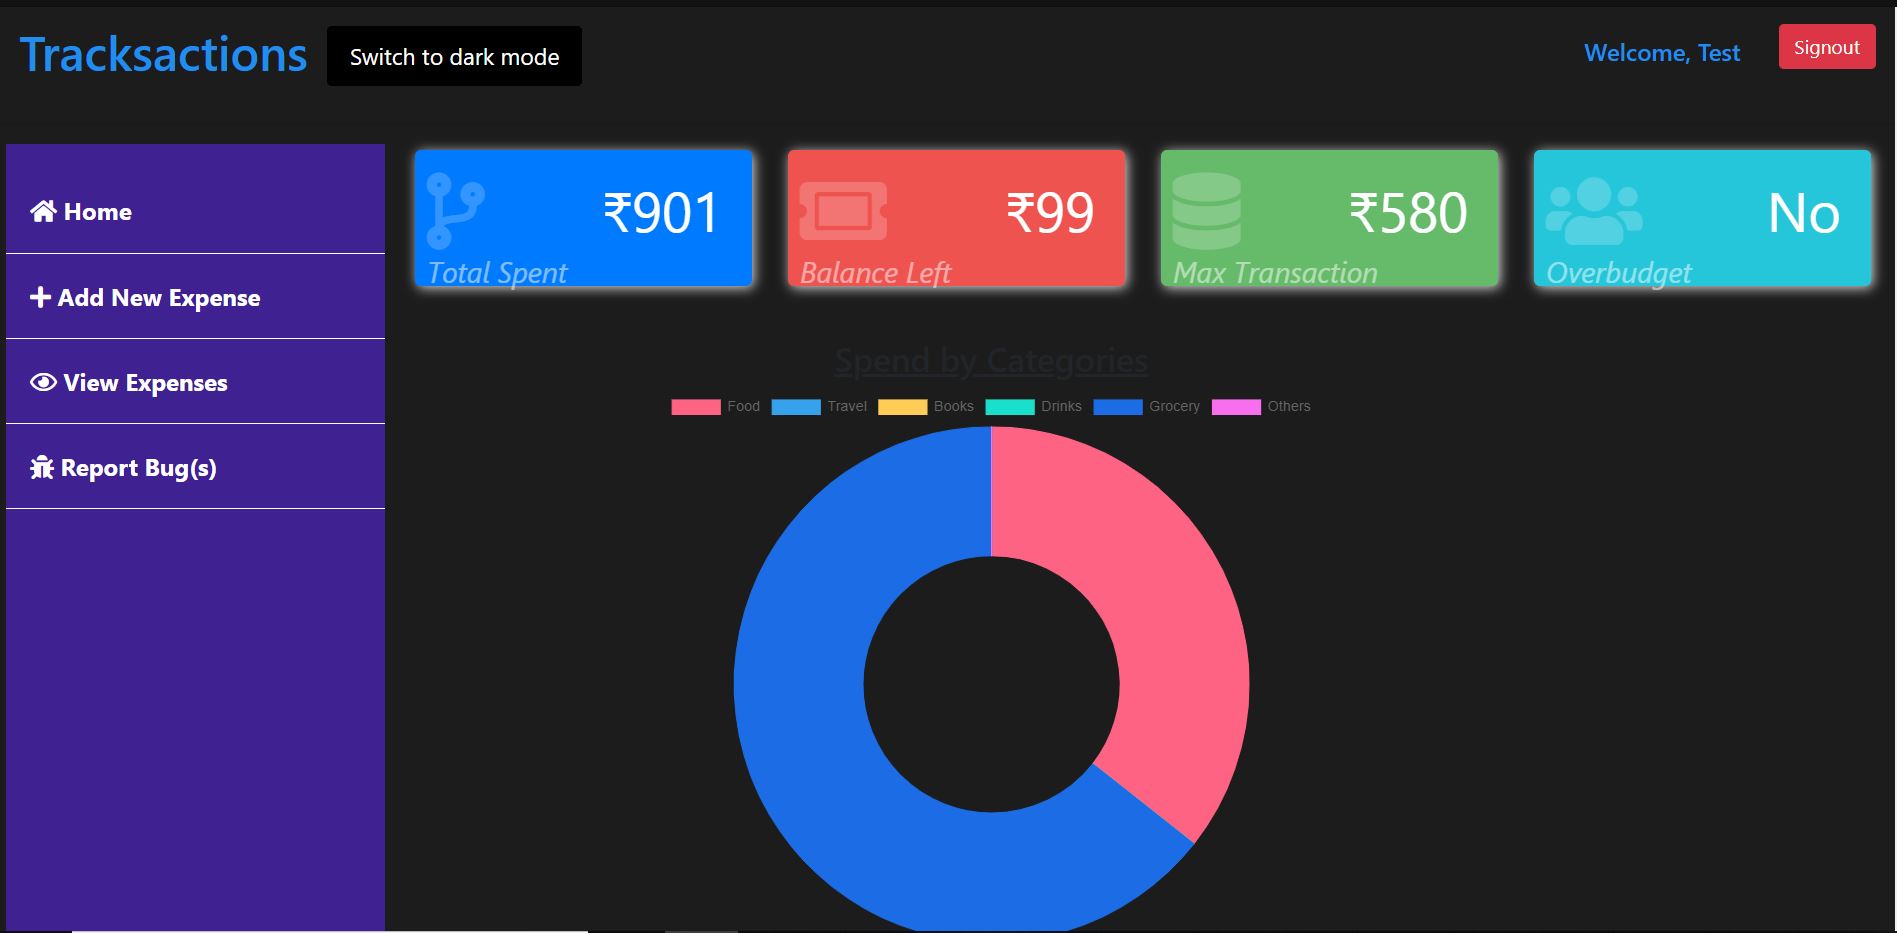 Tracksactions
Switch to dark mode
Welcome, Test
Signout
Home
Add New Expense
View Expenses
Report Bug(s)
₹901
Total Spent
₹99
Balance Left
₹580
Max Transaction
No
Overbudget
Spend by Categories
Food Travel Books Drinks Grocery Others